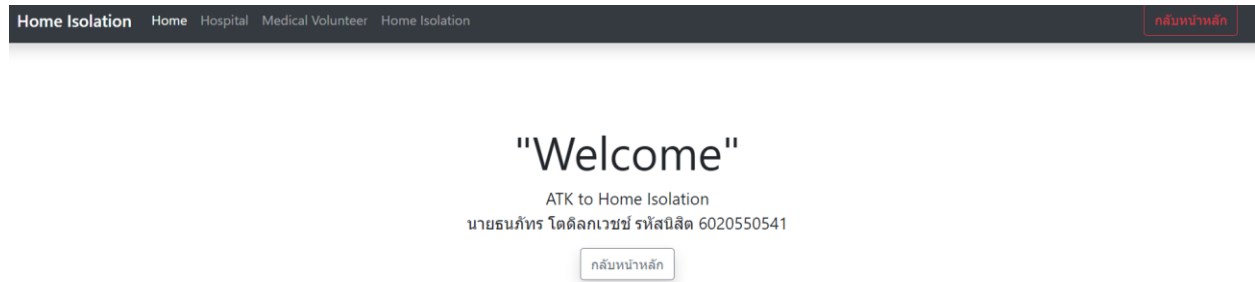 Home Isolation Home Hospital Medical Volunteer Home Isolation กลับหน้าหลัก
"Welcome"
ATK to Home Isolation
นายธนภัทร โตดิลกเวชช์ รหัสนิสิต 6020550541
กลับหน้าหลัก